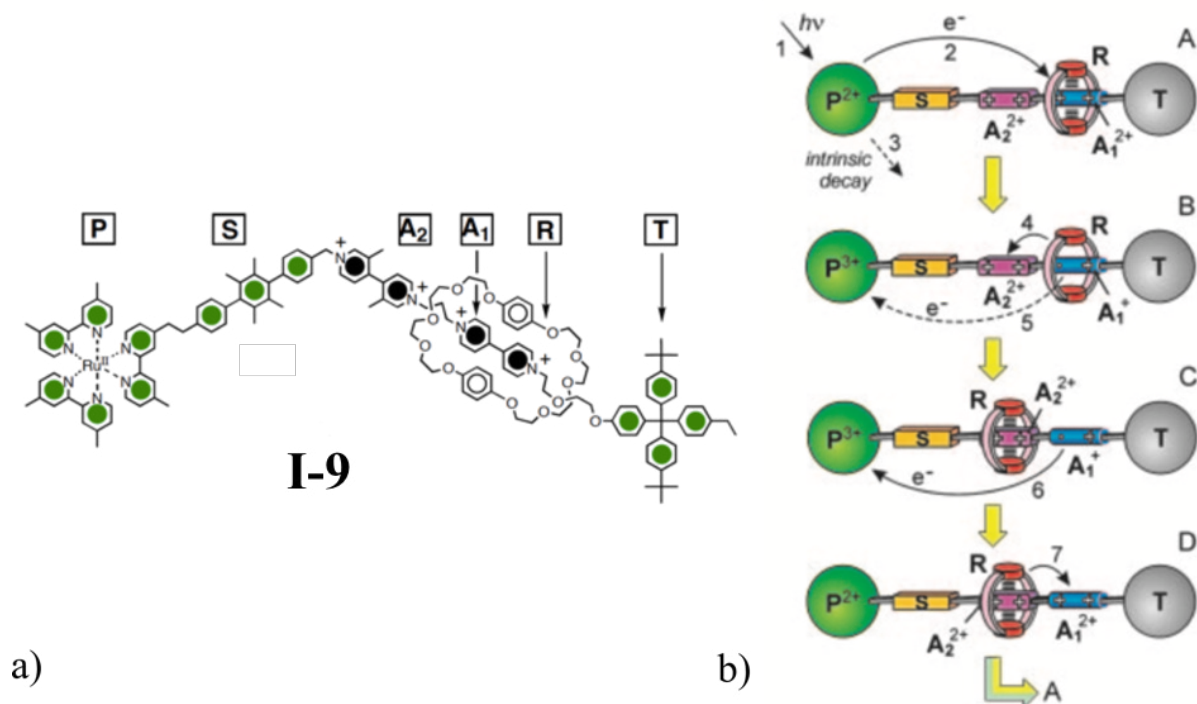 P S A₂ A₁ R T
+
+
+
+
N N N N N N
Ru^II
N N
N N
O O O O O O O O O O O
I-9
a)
hν
1
e⁻
2
R
A
P²⁺ S T
A₂²⁺
A₁²⁺
3
intrinsic
decay
B
R
4
P³⁺ S T
A₂²⁺
e⁻
5
A₁⁺
C
A₂²⁺
R
P³⁺ S T
e⁻
6
A₁⁺
D
R
7
P²⁺ S T
A₂²⁺
A₁²⁺
A
b)